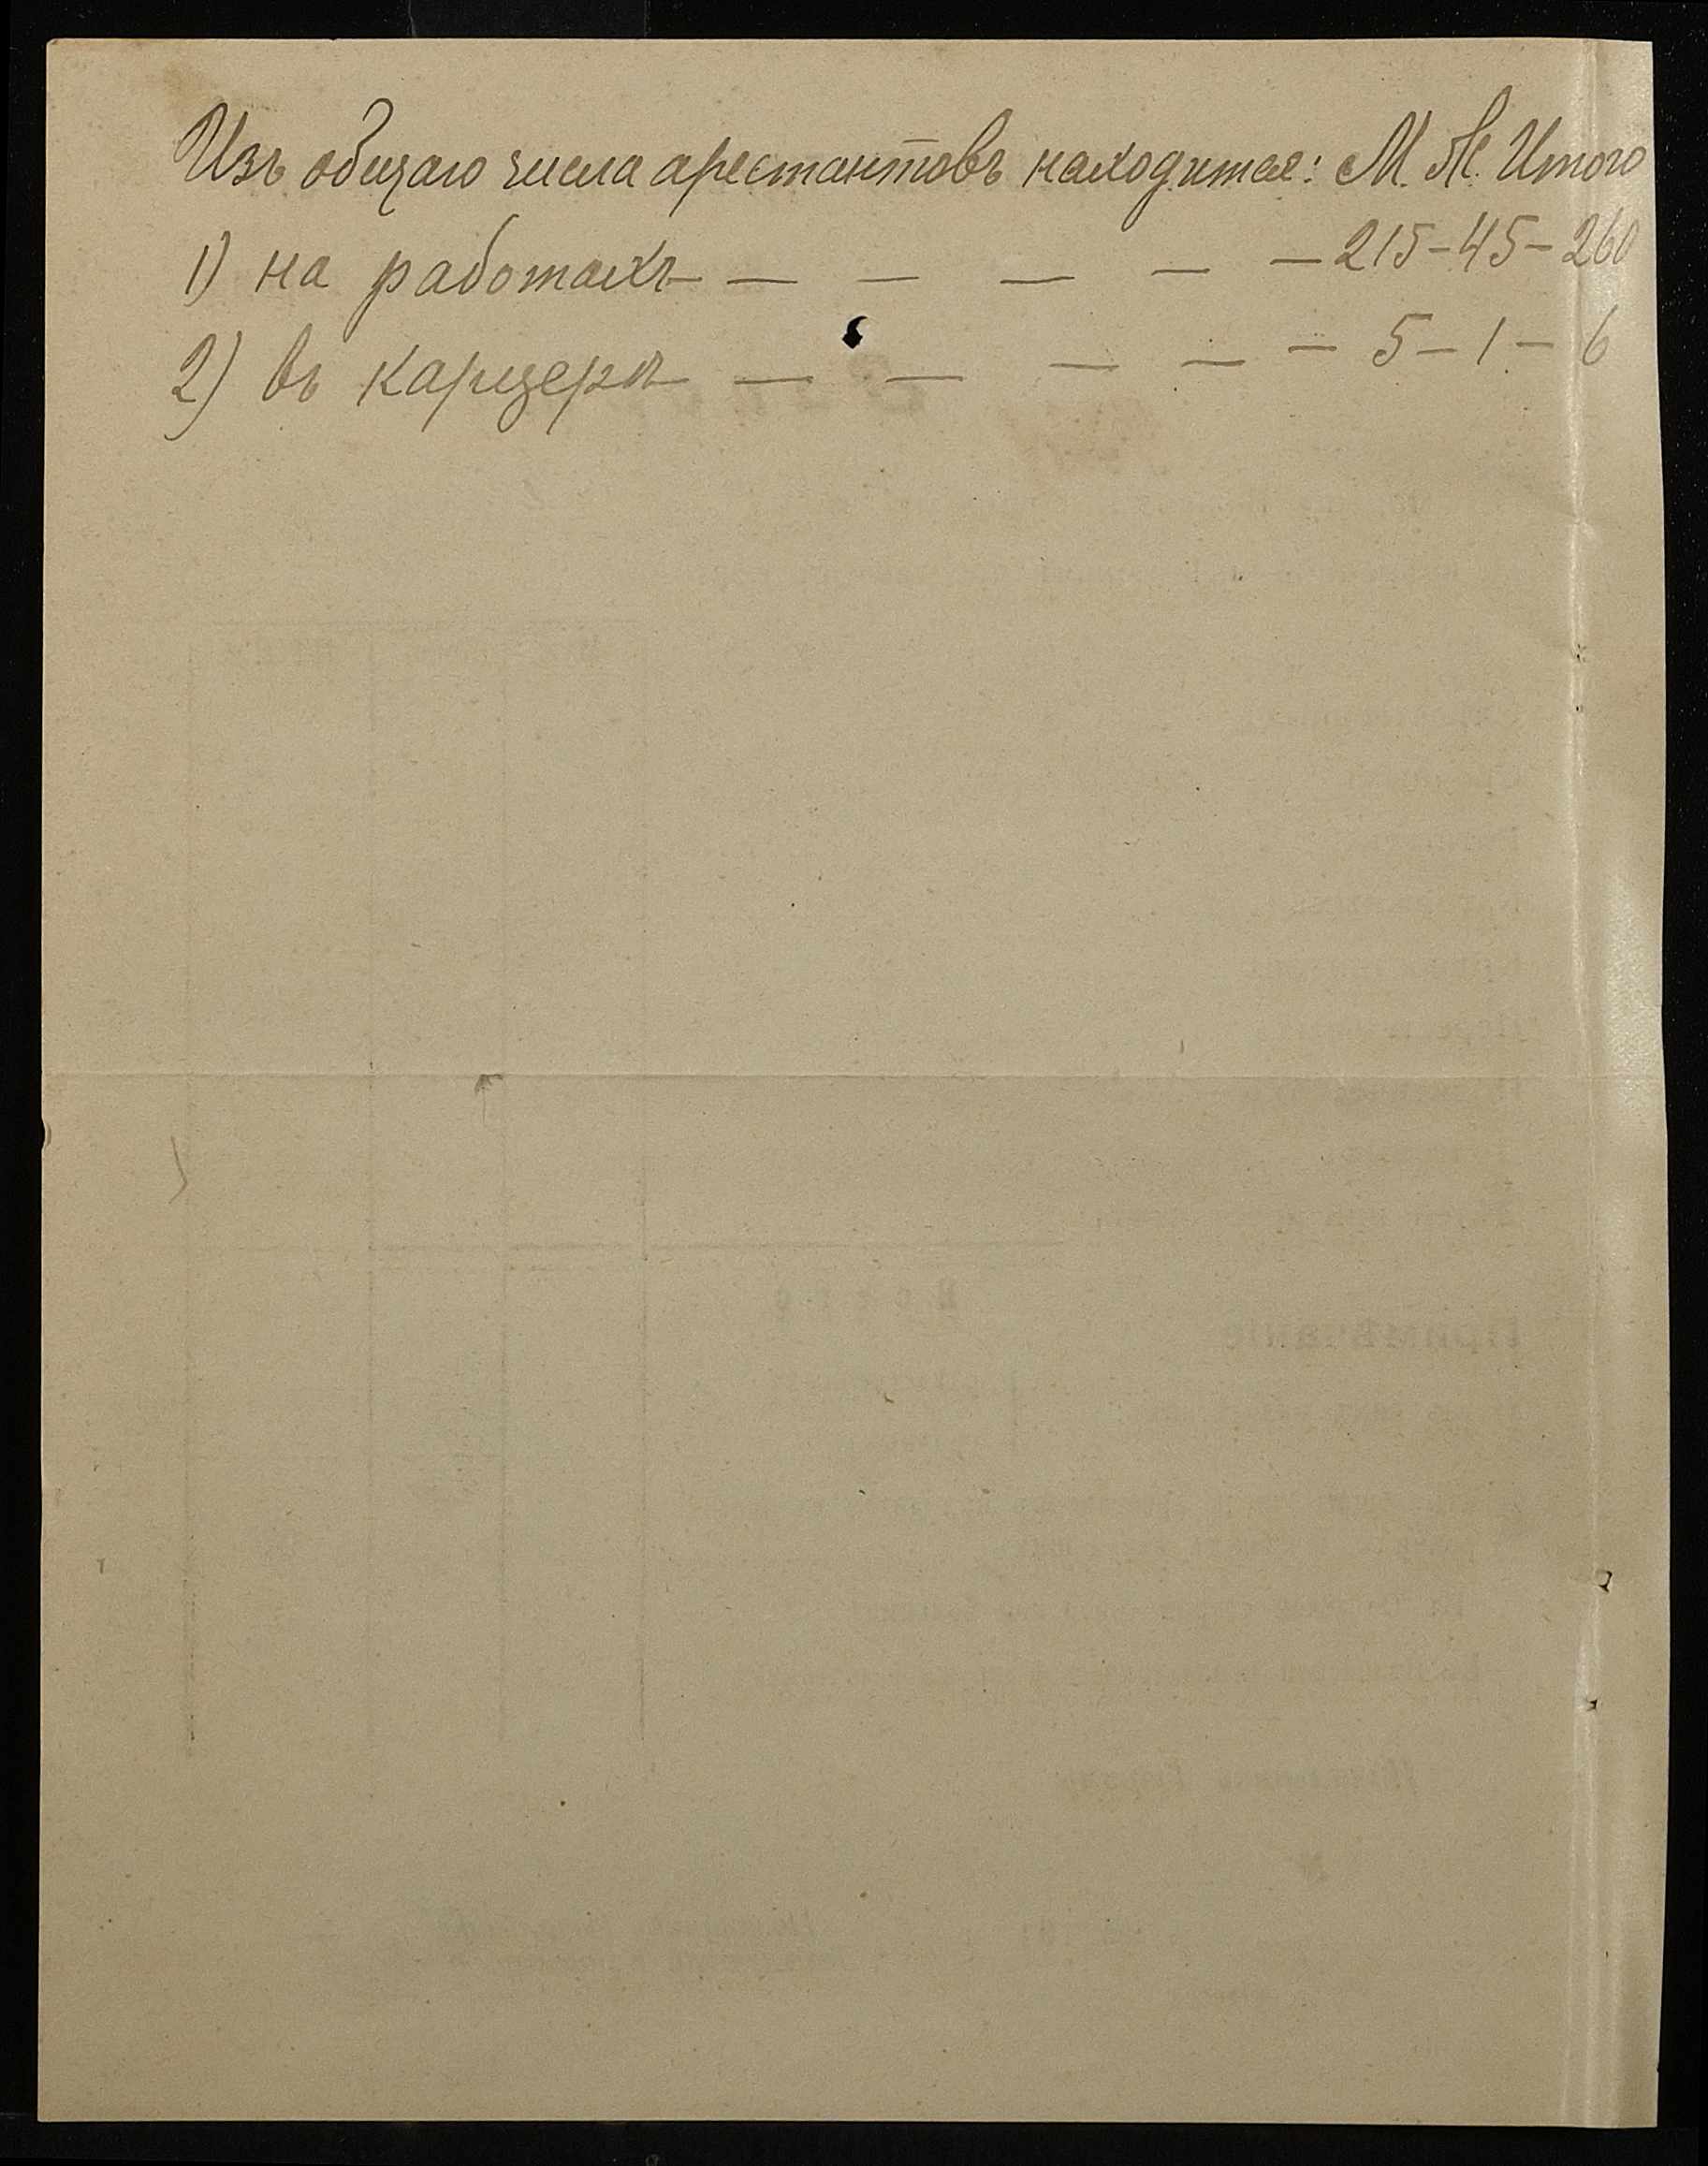 Изъ общаго числа арестантовъ находится: М. Ж. Итого
1) на работахъ — — — — — 215 – 45 – 260
2) въ карцерѣ — — — — — 5 – 1 – 6